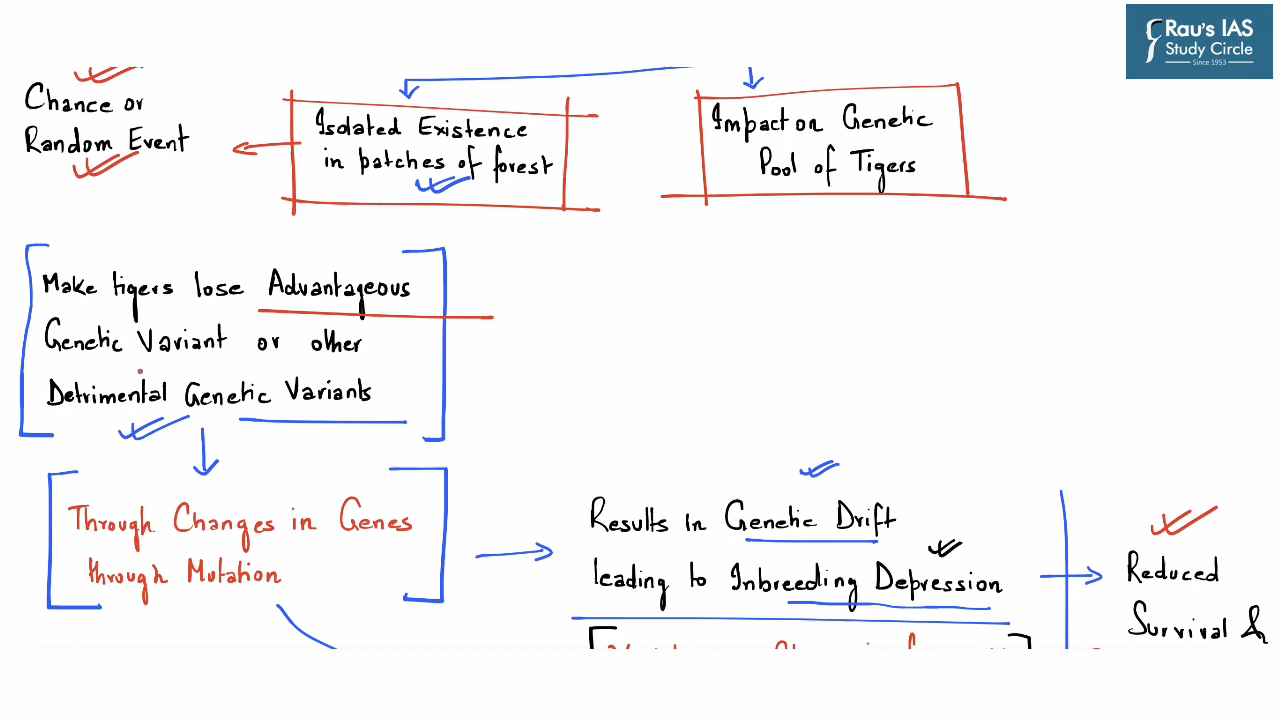 Rau's IAS
Study Circle
Since 1953
Chance or
Random Event
Isolated Existence
in patches of forest
Impact on Genetic
Pool of Tigers
Make tigers lose Advantageous
Genetic Variant or other
Detrimental Genetic Variants
Through Changes in Genes
through Mutation
Results in Genetic Drift
leading to Inbreeding Depression
Reduced
Survival &